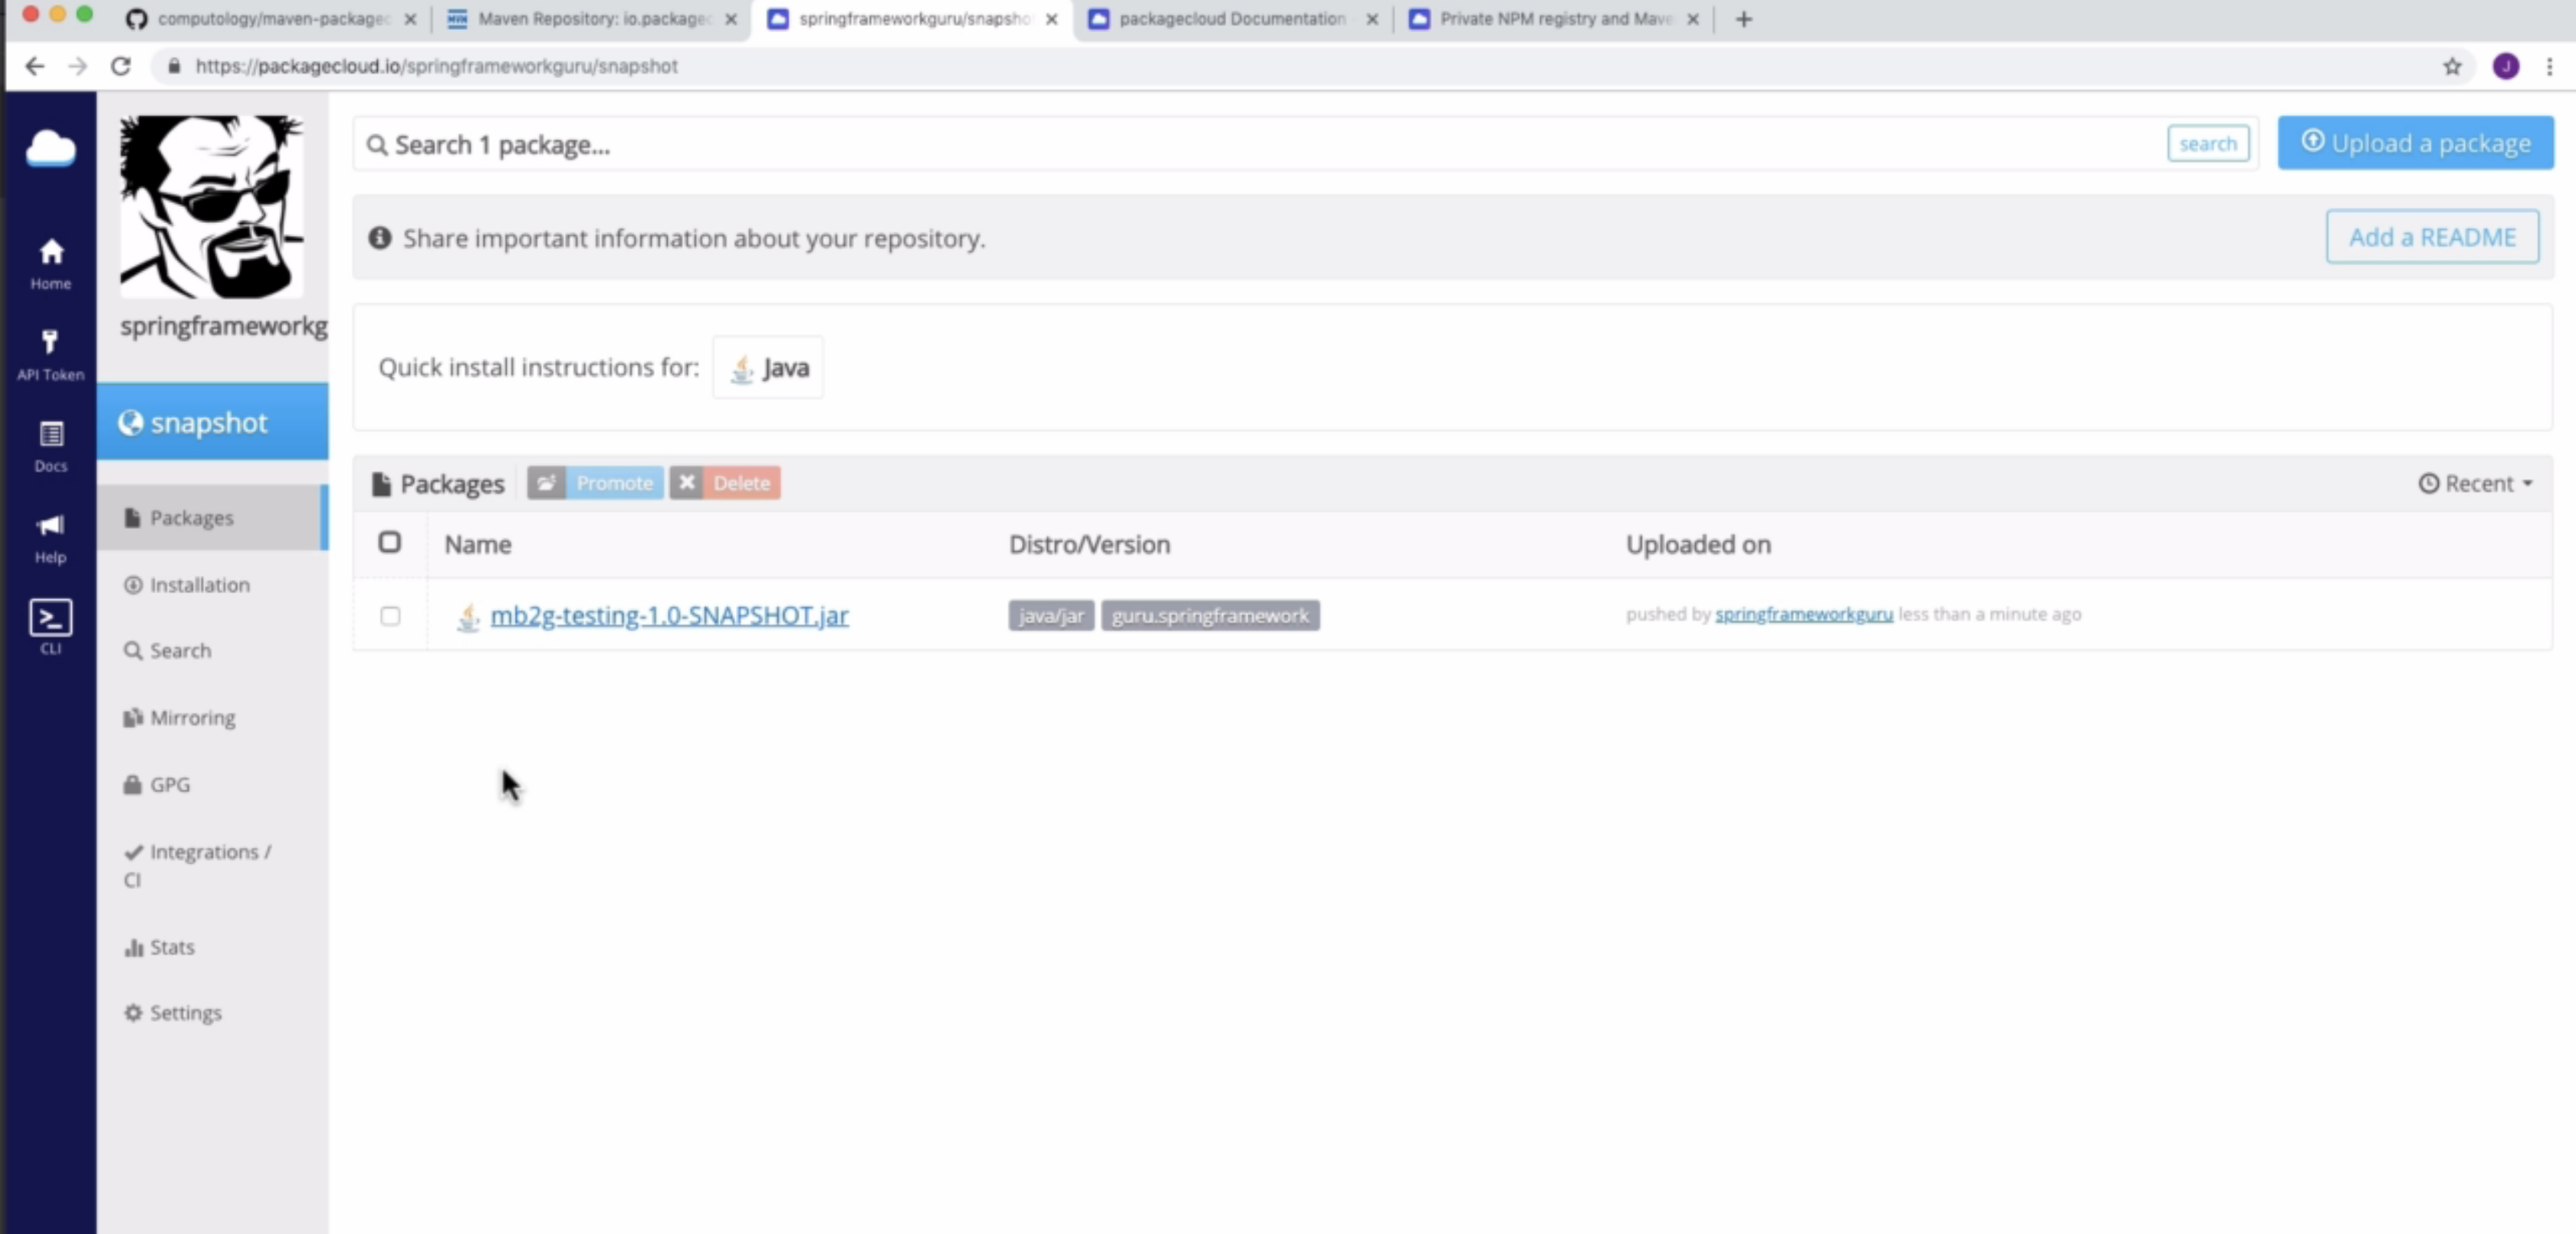 computology/maven-packagec
Maven Repository: io.packagec
springframeworkguru/snapsho
packagecloud Documentation
Private NPM registry and Mave
https://packagecloud.io/springframeworkguru/snapshot
J
Home
API Token
Docs
Help
CLI
springframeworkg
snapshot
Packages
Installation
Search
Mirroring
GPG
Integrations /
CI
Stats
Settings
Search 1 package...
search
Upload a package
Share important information about your repository.
Add a README
Quick install instructions for: Java
Packages Promote Delete
Recent
Name Distro/Version Uploaded on
mb2g-testing-1.0-SNAPSHOT.jar java/jar guru.springframework pushed by springframeworkguru less than a minute ago